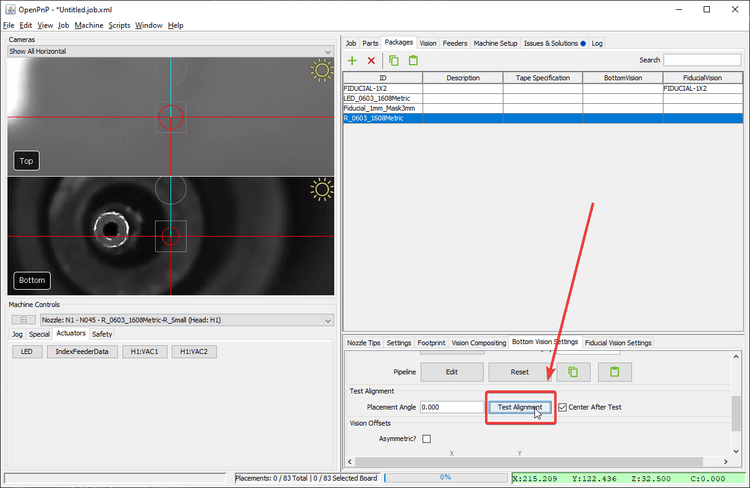 OpenPnP - *Untitled.job.xml
File Edit View Job Machine Scripts Window Help
Cameras
Show All Horizontal
Top
Bottom
Machine Controls
Nozzle: N1 - N045 - R_0603_1608Metric-R_Small (Head: H1)
Jog Special Actuators Safety
LED IndexFeederData H1:VAC1 H1:VAC2
Job Parts Packages Vision Feeders Machine Setup Issues & Solutions Log
Search
ID Description Tape Specification BottomVision FiducialVision
FIDUCIAL-1X2 FIDUCIAL-1X2
LED_0603_1608Metric
Fiducial_1mm_Mask3mm
R_0603_1608Metric
Nozzle Tips Settings Footprint Vision Compositing Bottom Vision Settings Fiducial Vision Settings
Pipeline Edit Reset
Test Alignment
Placement Angle 0.000 Test Alignment Center After Test
Vision Offsets
Asymmetric?
X Y
Placements: 0 / 83 Total | 0 / 83 Selected Board 0% X:215.209 Y:122.436 Z:32.500 C:0.000